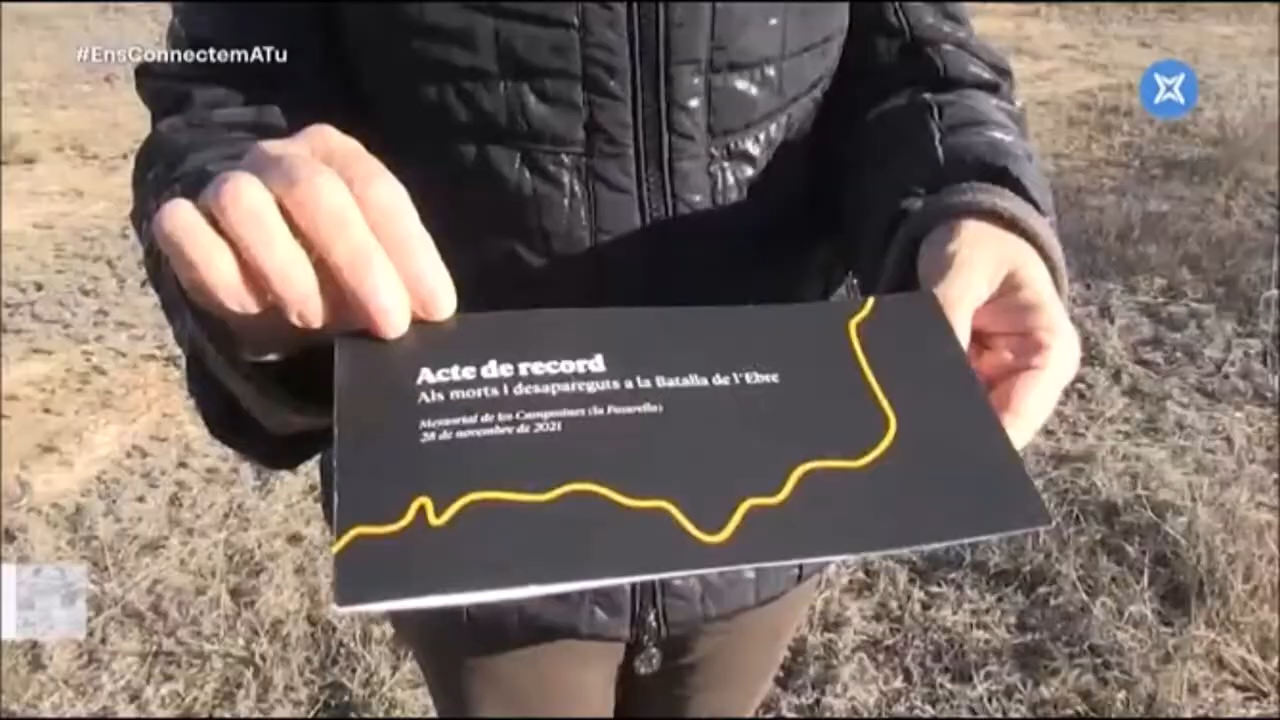 #EnsConnectemATu
Acte de record
Als morts i desapareguts a la Batalla de l'Ebre
Memorial de les Camposines (la Fatarella)
28 de novembre de 2021